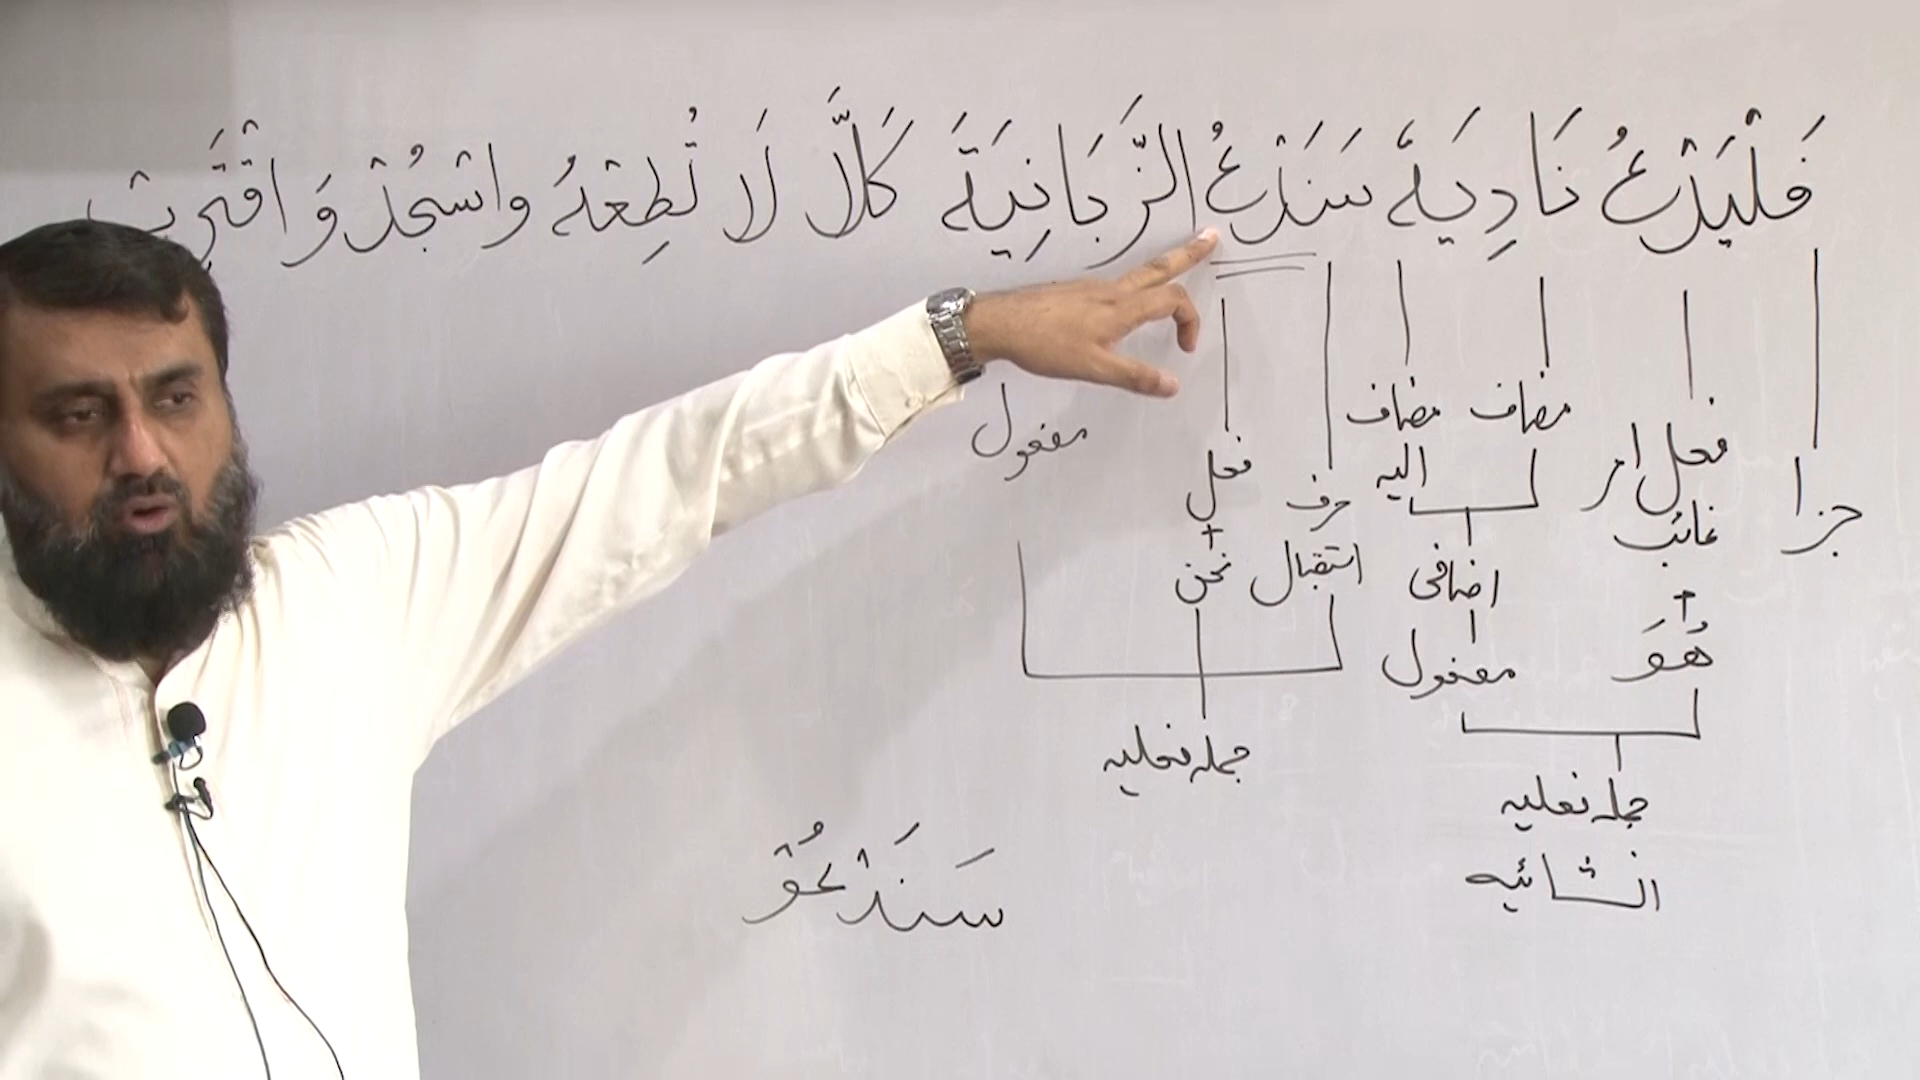 فَلْيَدْعُ نَادِيَهٗ سَنَدْعُ الزَّبَانِيَةَ كَلَّا لَا تُطِعْهُ وَاسْجُدْ وَ اقْتَرِبْ
جزا
فعل امر
غائب
+
هُوَ
مضاف
مضاف
الیہ
اضافی
مفعول
جملہ فعلیہ
انشائیہ
حرف
استقبال
فعل
+
نحن
مفعول
جملہ فعلیہ
سَنَدْعُوْ